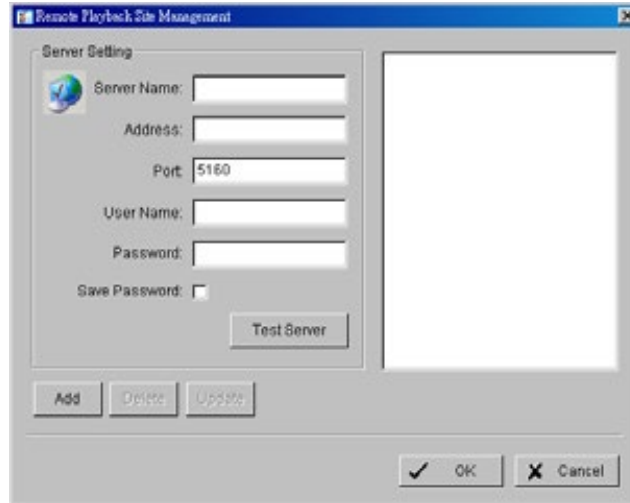 Remote Playback Site Management
Server Setting
Server Name:
Address:
Port: 5160
User Name:
Password:
Save Password:
Test Server
Add Delete Update
OK Cancel